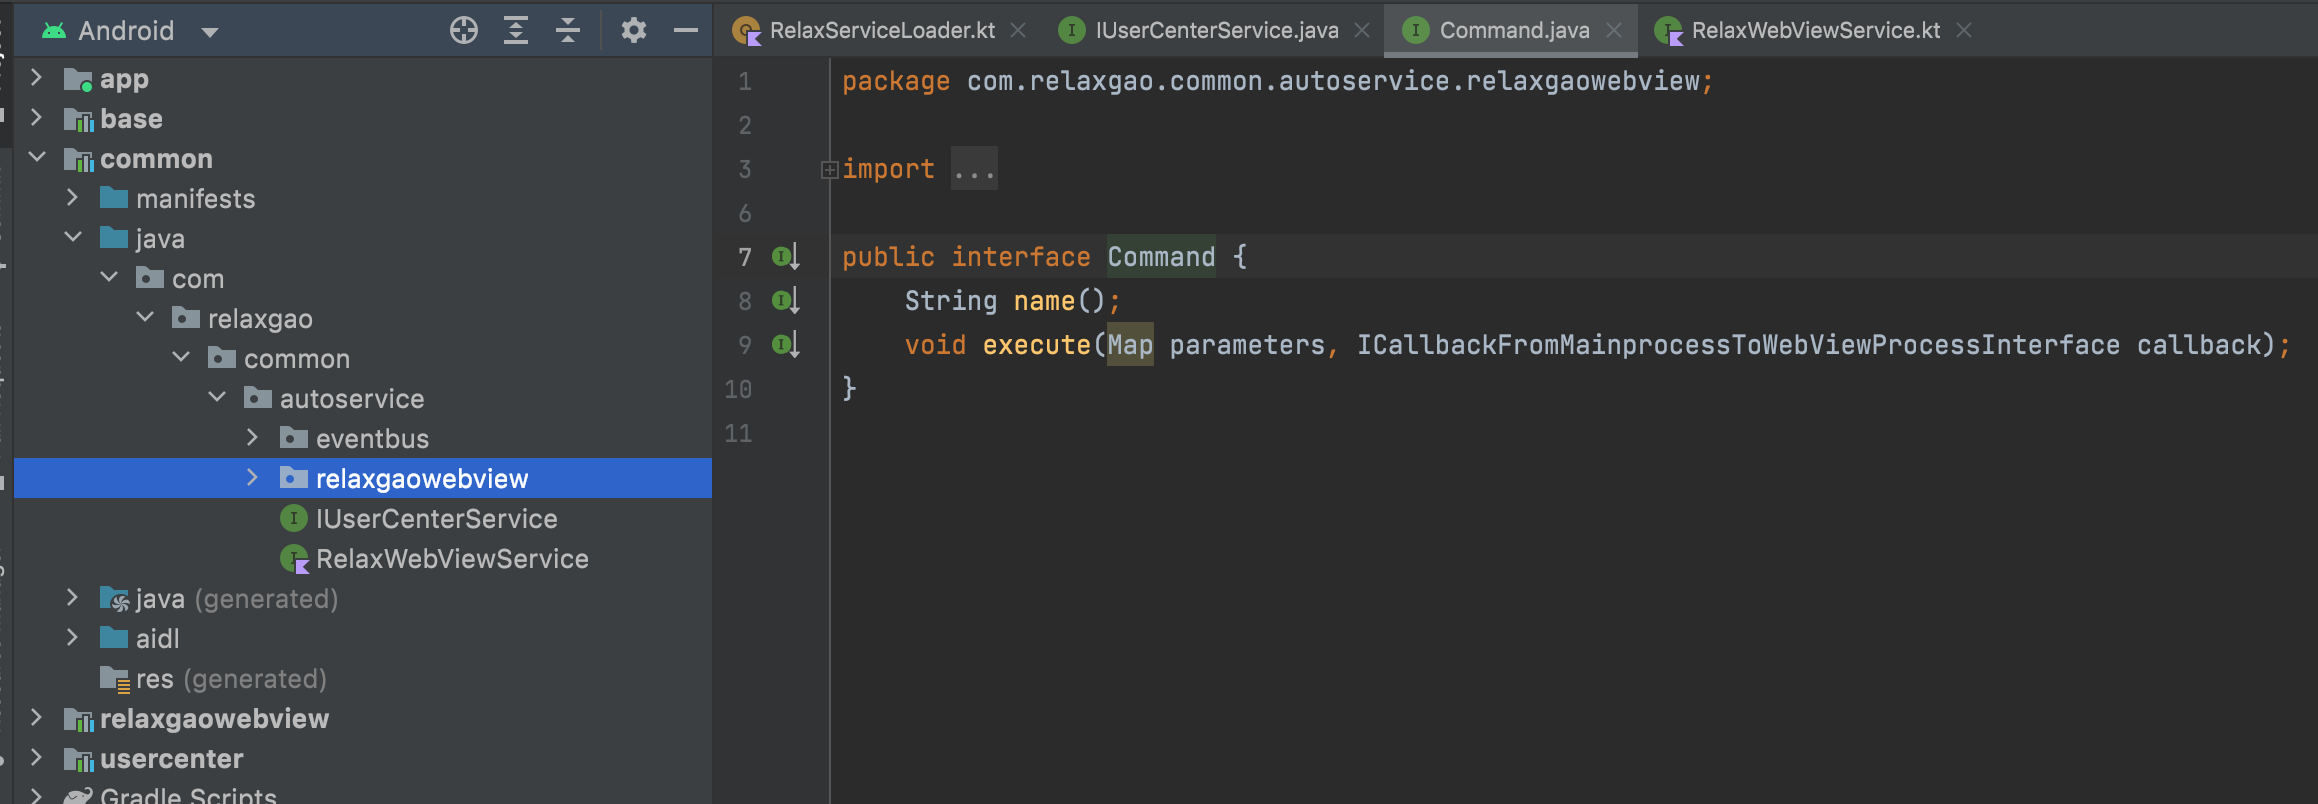 Android
RelaxServiceLoader.kt
IUserCenterService.java
Command.java
RelaxWebViewService.kt
app
base
common
manifests
java
com
relaxgao
common
autoservice
eventbus
relaxgaowebview
IUserCenterService
RelaxWebViewService
java (generated)
aidl
res (generated)
relaxgaowebview
usercenter
Gradle Scripts
1 package com.relaxgao.common.autoservice.relaxgaowebview;
2
3 import ...
6
7 public interface Command {
8 String name();
9 void execute(Map parameters, ICallbackFromMainprocessToWebViewProcessInterface callback);
10 }
11